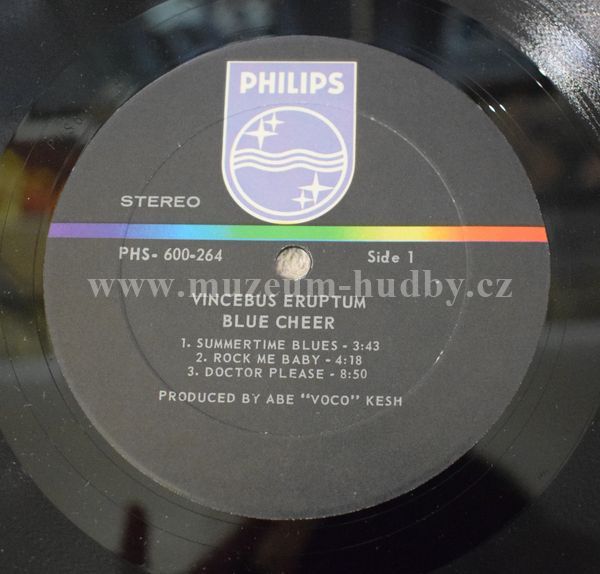 PHILIPS
STEREO
PHS- 600-264 Side 1
www.muzeum-hudby.cz
VINCEBUS ERUPTUM
BLUE CHEER
1. SUMMERTIME BLUES - 3:43
2. ROCK ME BABY - 4:18
3. DOCTOR PLEASE - 8:50
PRODUCED BY ABE "VOCO" KESH